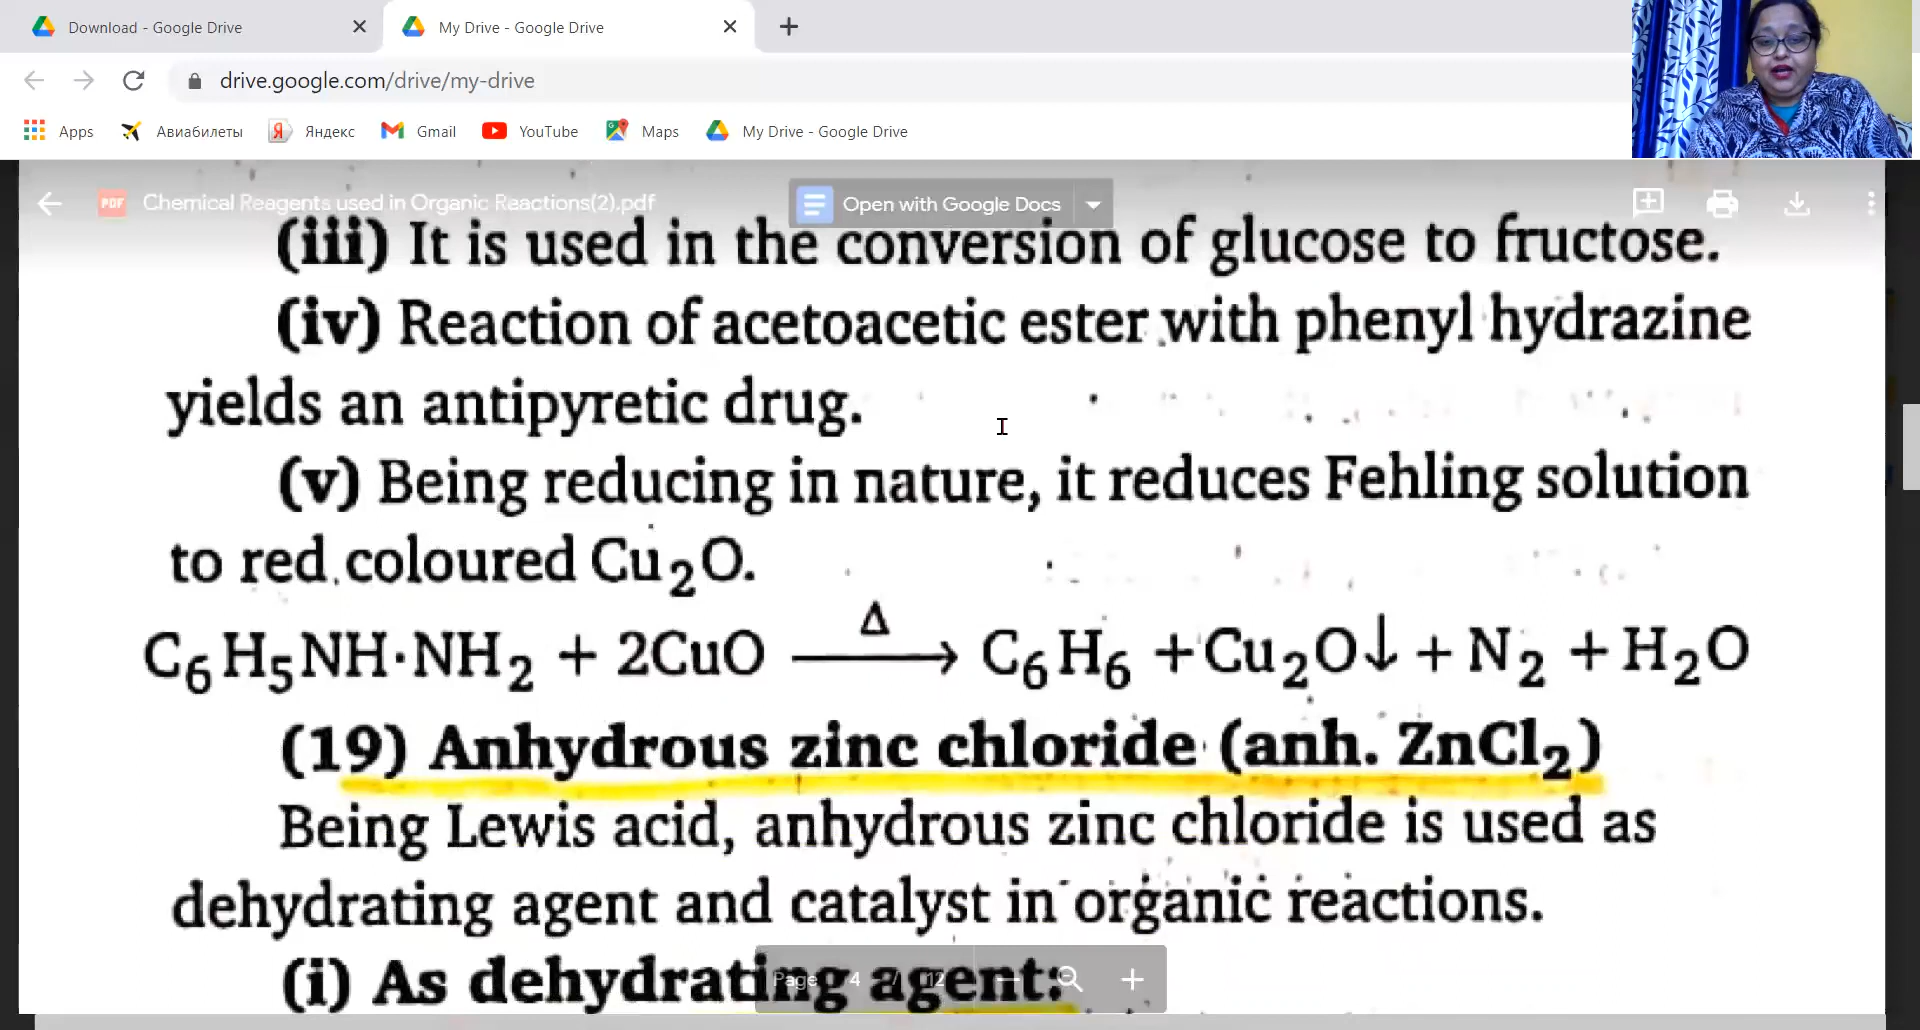 Download - Google Drive
My Drive - Google Drive
drive.google.com/drive/my-drive
Apps
Авиабилеты
Яндекс
Gmail
YouTube
Maps
My Drive - Google Drive
PDF
Chemical Reagents used in Organic Reactions(2).pdf
Open with Google Docs
(iii) It is used in the conversion of glucose to fructose.
(iv) Reaction of acetoacetic ester with phenyl hydrazine
yields an antipyretic drug.
(v) Being reducing in nature, it reduces Fehling solution
to red coloured Cu₂O.
C₆H₅NH·NH₂ + 2CuO —Δ→ C₆H₆ + Cu₂O↓ + N₂ + H₂O
(19) Anhydrous zinc chloride (anh. ZnCl₂)
Being Lewis acid, anhydrous zinc chloride is used as
dehydrating agent and catalyst in organic reactions.
(i) As dehydrating agent:
Page 4 / 12